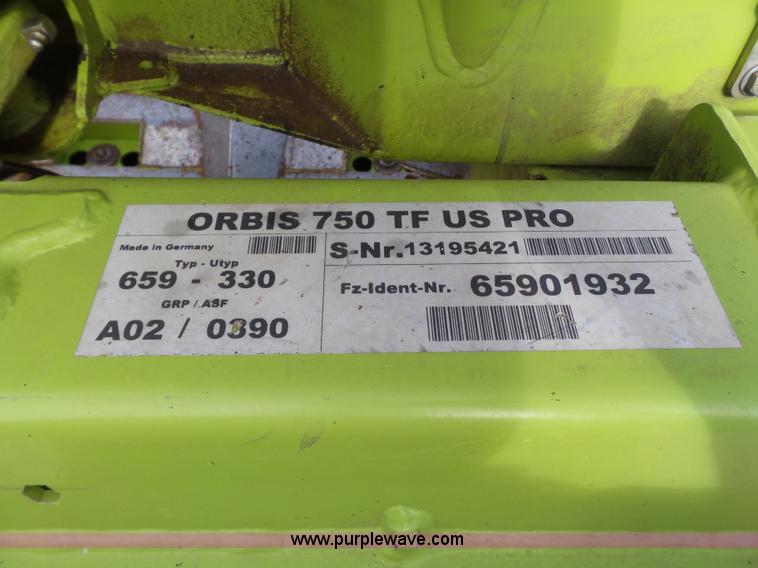 ORBIS 750 TF US PRO
Made in Germany
S-Nr.13195421
Typ - Utyp
659 - 330
Fz-Ident-Nr. 65901932
GRP / ASF
A02 / 0390
www.purplewave.com